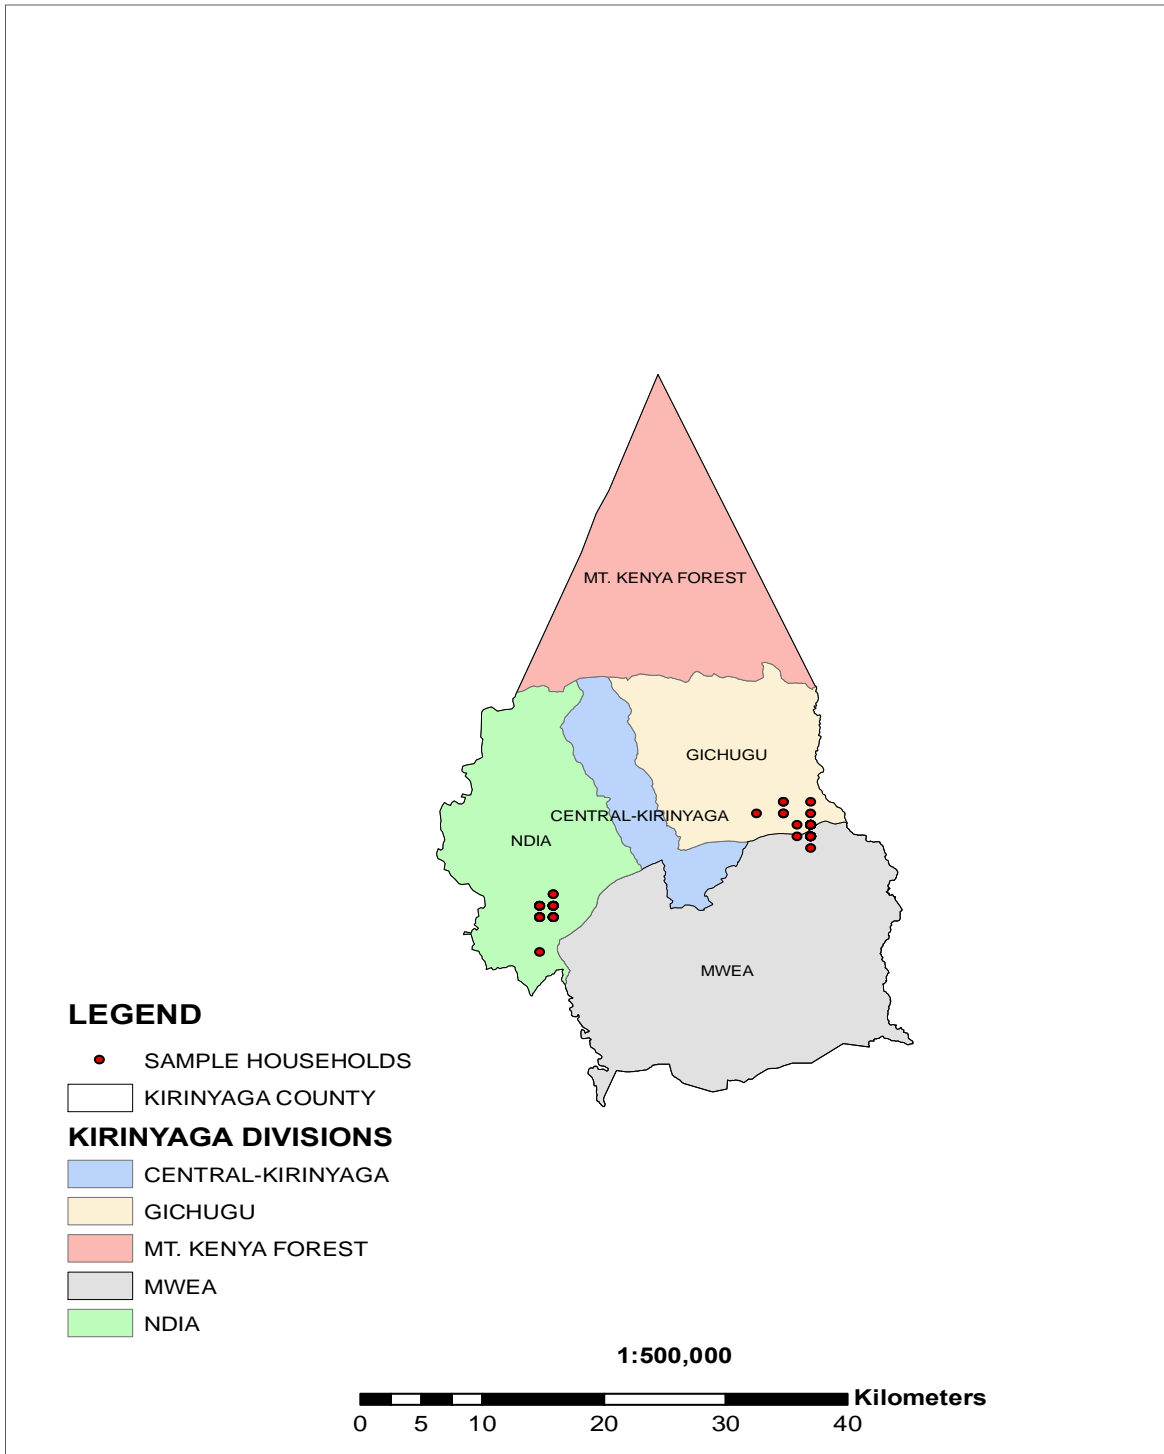 MT. KENYA FOREST
GICHUGU
CENTRAL-KIRINYAGA
NDIA
MWEA
LEGEND
SAMPLE HOUSEHOLDS
KIRINYAGA COUNTY
KIRINYAGA DIVISIONS
CENTRAL-KIRINYAGA
GICHUGU
MT. KENYA FOREST
MWEA
NDIA
1:500,000
Kilometers
0 5 10 20 30 40